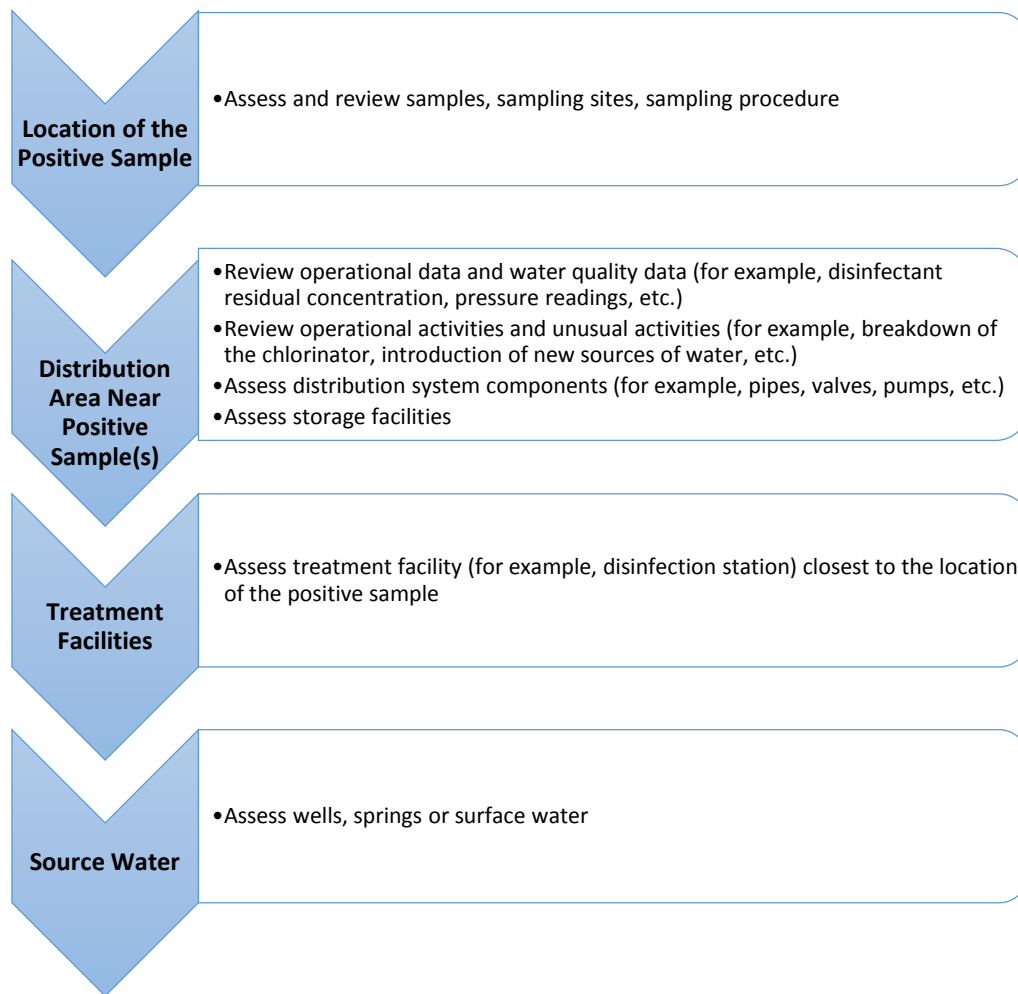 Location of the
Positive Sample
•Assess and review samples, sampling sites, sampling procedure
Distribution
Area Near
Positive
Sample(s)
•Review operational data and water quality data (for example, disinfectant
residual concentration, pressure readings, etc.)
•Review operational activities and unusual activities (for example, breakdown of
the chlorinator, introduction of new sources of water, etc.)
•Assess distribution system components (for example, pipes, valves, pumps, etc.)
•Assess storage facilities
Treatment
Facilities
•Assess treatment facility (for example, disinfection station) closest to the location
of the positive sample
Source Water
•Assess wells, springs or surface water